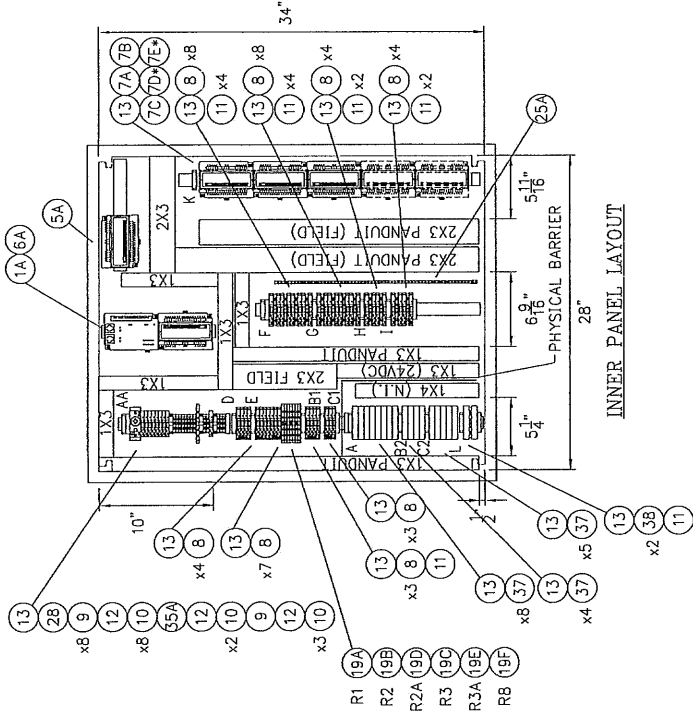 34"
13 7A 7B
7C 7D* 7E*
13 8 x8
11 x4
13 8 x8
11 x4
13 8 x4
11 x2
13 8 x4
11 x2
25A
1A 6A
5A
K
2X3
2X3 PANDUIT (FIELD)
2X3 PANDUIT (FIELD)
5 11/16"
1X3
1X3
1X3
F
G
H
I
6 9/16"
PHYSICAL BARRIER
28"
INNER PANEL LAYOUT
1X3 PANDUIT
2X3 FIELD
1X3 (24VDC)
1X4 (N.I.)
1X3
1X3
AA
D
E
B1
C1
A
B2
C2
L
5 1/4"
1X3 PANDUIT
10"
1/2
13 8
x4
13 8
x7
13 8
x3
13 8 11
x3
13 37
x5
13 38 11
x2
13 37
x8
13 37
x4
13 28 9 12 10 35A 12 10 9 12 10
x8 x8 x2 x3
R1 19A
R2 19B
R2A 19D
R3 19C
R3A 19E
R8 19F